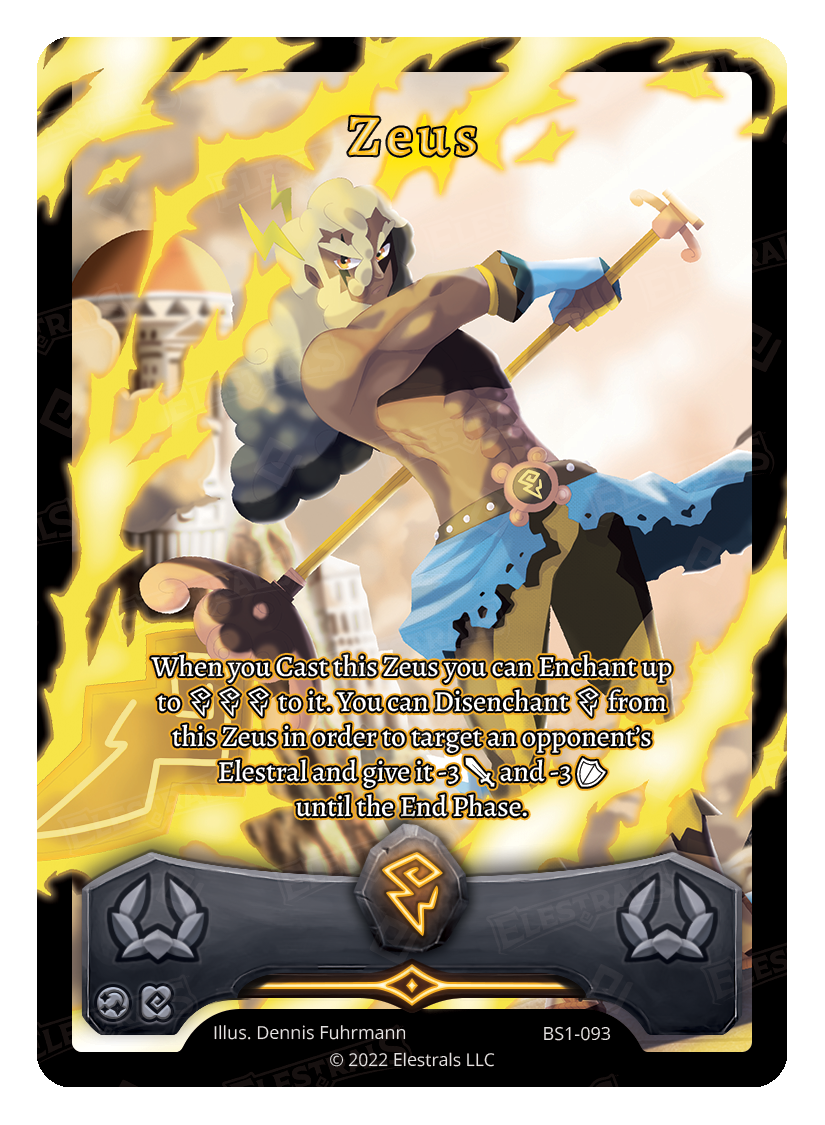 Zeus
When you Cast this Zeus you can Enchant up
to to it. You can Disenchant from
this Zeus in order to target an opponent's
Elestral and give it -3 and -3
until the End Phase.
Illus. Dennis Fuhrmann BS1-093
© 2022 Elestrals LLC
ELESTRALS